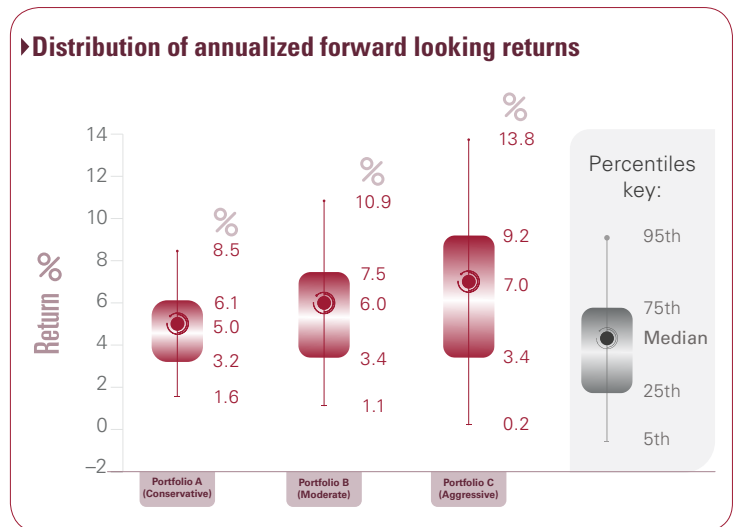 Distribution of annualized forward looking returns
Return %
14
12
10
8
6
4
2
0
–2
%
8.5
6.1
5.0
3.2
1.6
Portfolio A
(Conservative)
%
10.9
7.5
6.0
3.4
1.1
Portfolio B
(Moderate)
%
13.8
9.2
7.0
3.4
0.2
Portfolio C
(Aggressive)
Percentiles
key:
95th
75th
Median
25th
5th